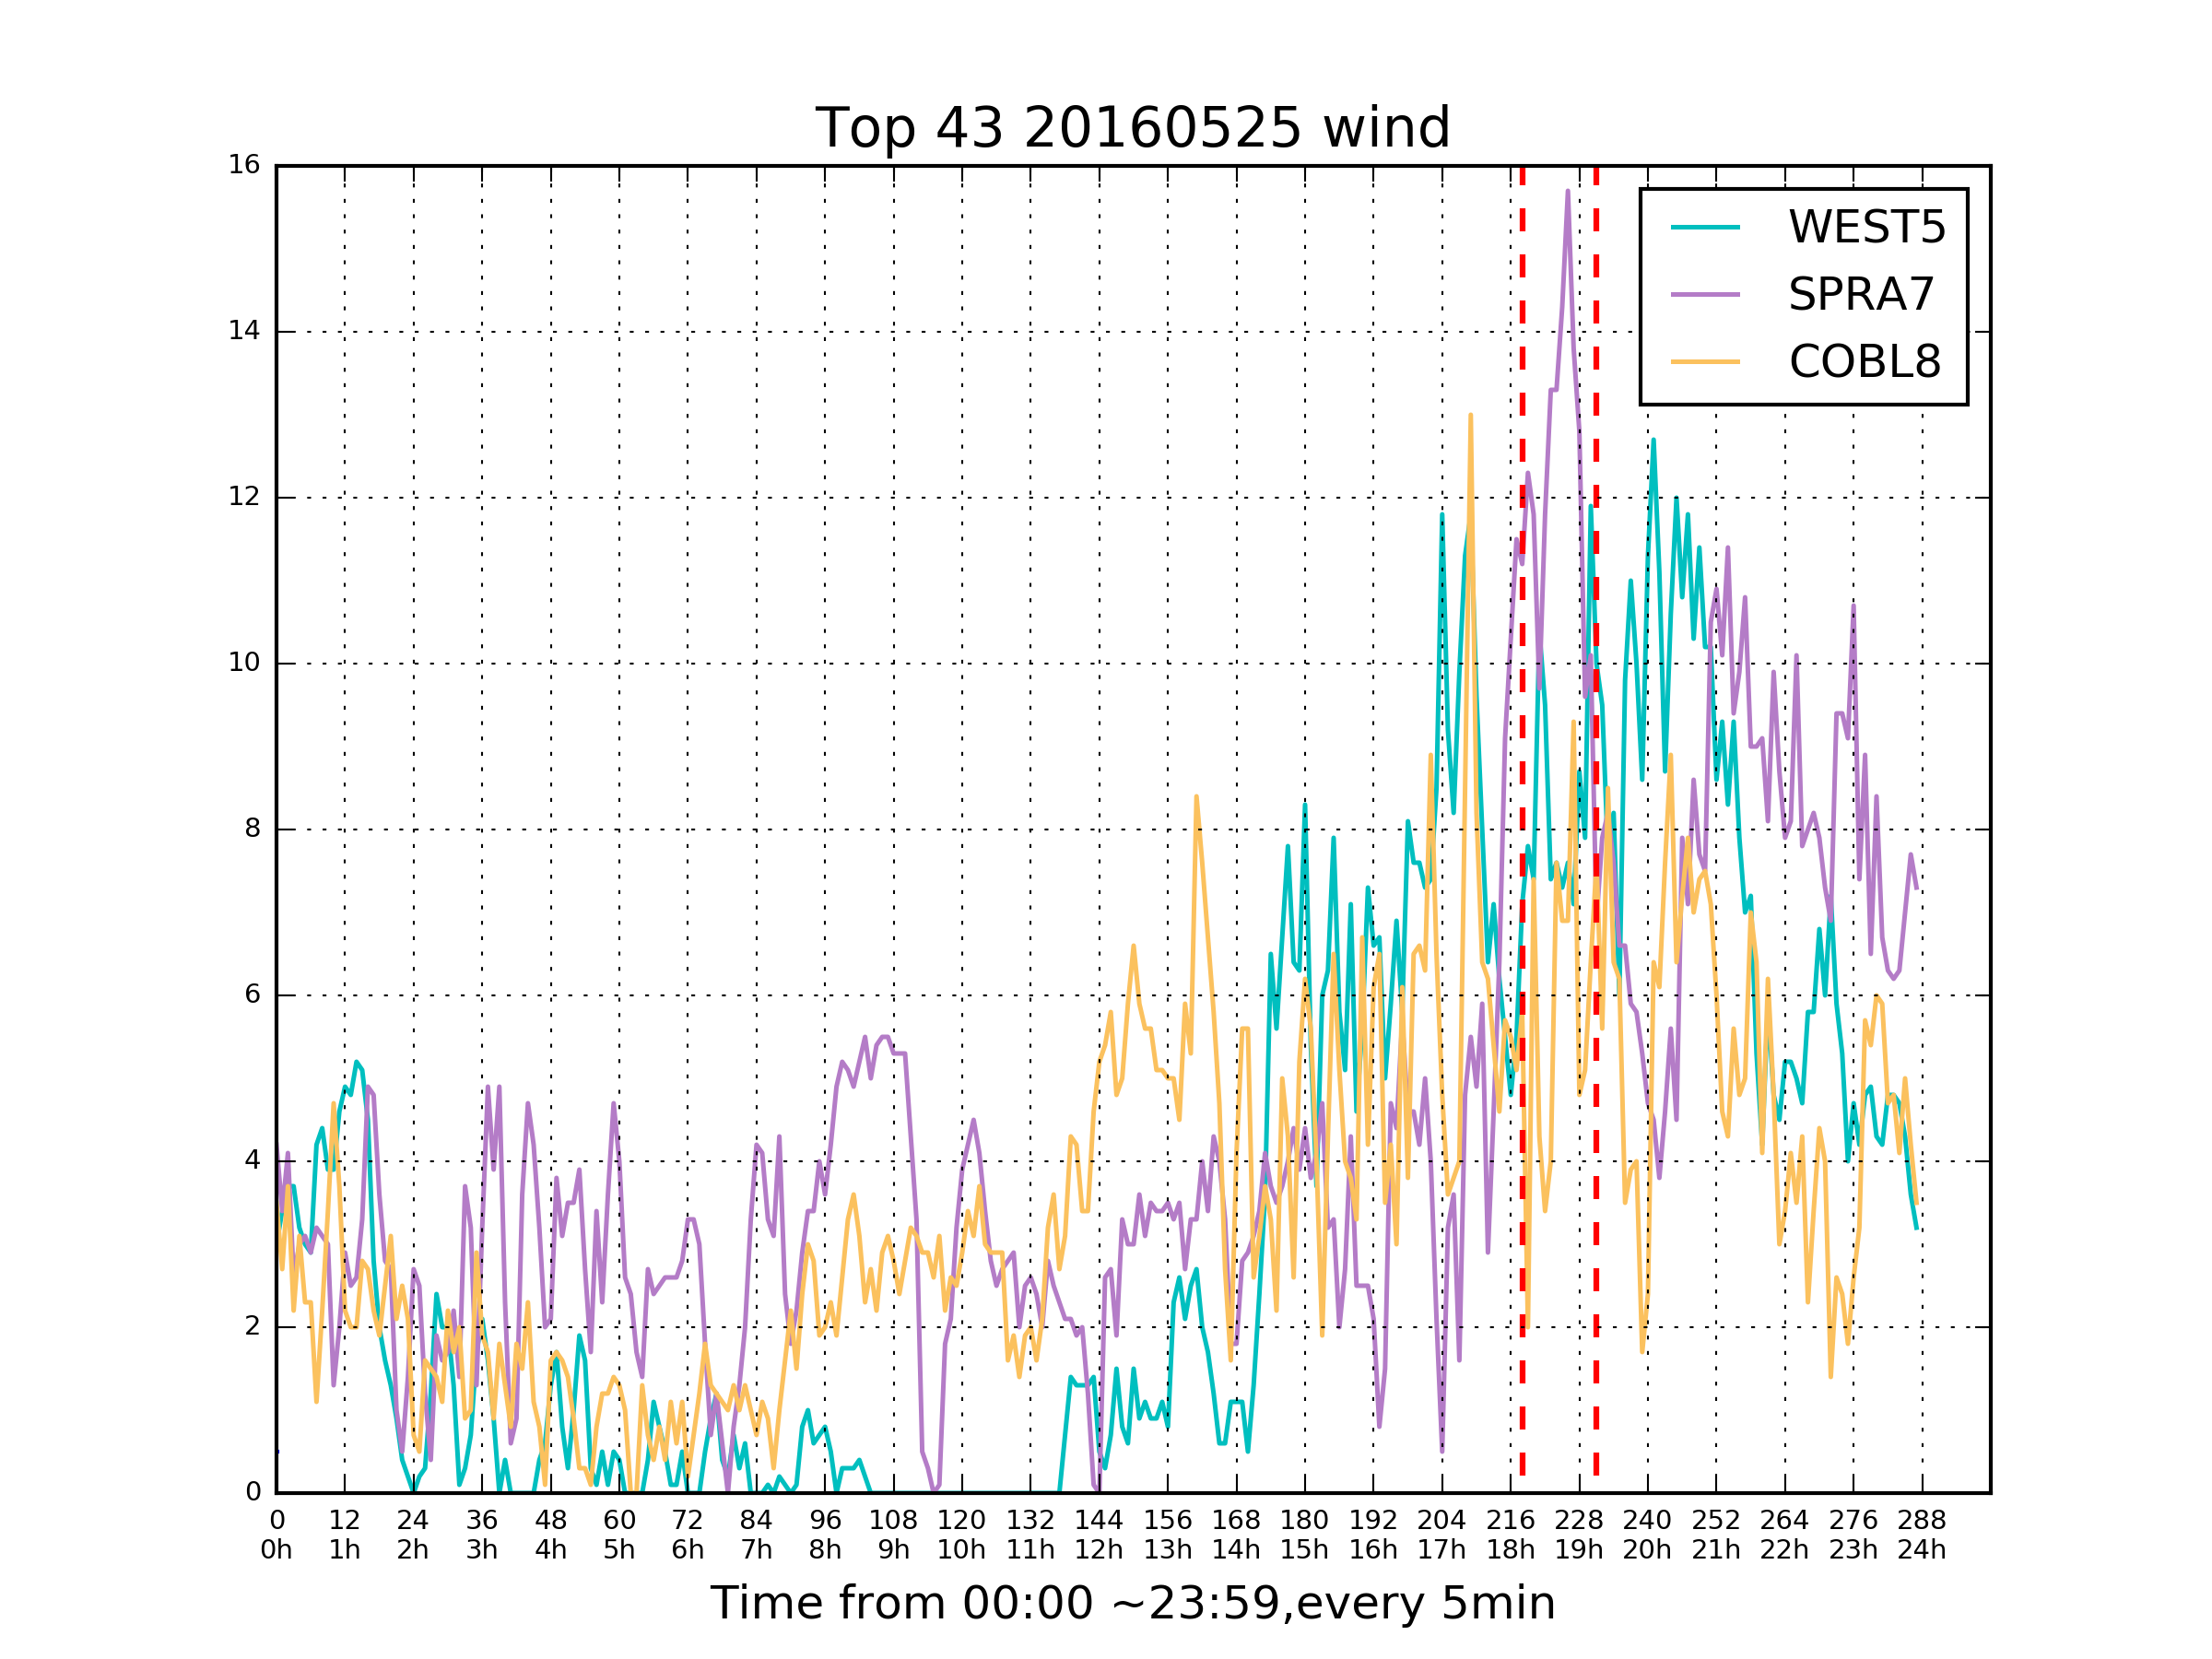 Top 43 20160525 wind
16
14
12
10
8
6
4
2
0
WEST5
SPRA7
COBL8
0 12 24 36 48 60 72 84 96 108 120 132 144 156 168 180 192 204 216 228 240 252 264 276 288
0h 1h 2h 3h 4h 5h 6h 7h 8h 9h 10h 11h 12h 13h 14h 15h 16h 17h 18h 19h 20h 21h 22h 23h 24h
Time from 00:00 ~23:59,every 5min